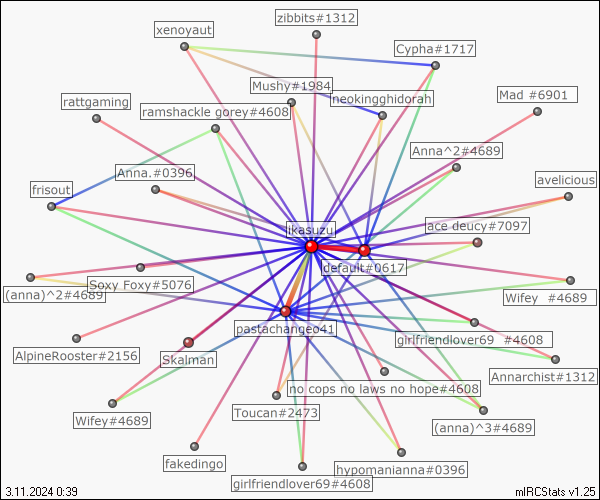 zibbits#1312
xenoyaut
Cypha#1717
Mushy#1984
neokingghidorah
Mad #6901
rattgaming
ramshackle gorey#4608
Anna^2#4689
Anna.#0396
frisout
avelicious
ace deucy#7097
ikasuzu
default#0617
Soxy Foxy#5076
(anna)^2#4689
Wifey #4689
pastachangeo41
girlfriendlover69 #4608
AlpineRooster#2156
Skalman
Annarchist#1312
no cops no laws no hope#4608
Wifey#4689
Toucan#2473
(anna)^3#4689
fakedingo
hypomanianna#0396
girlfriendlover69#4608
3.11.2024 0:39
mIRCStats v1.25